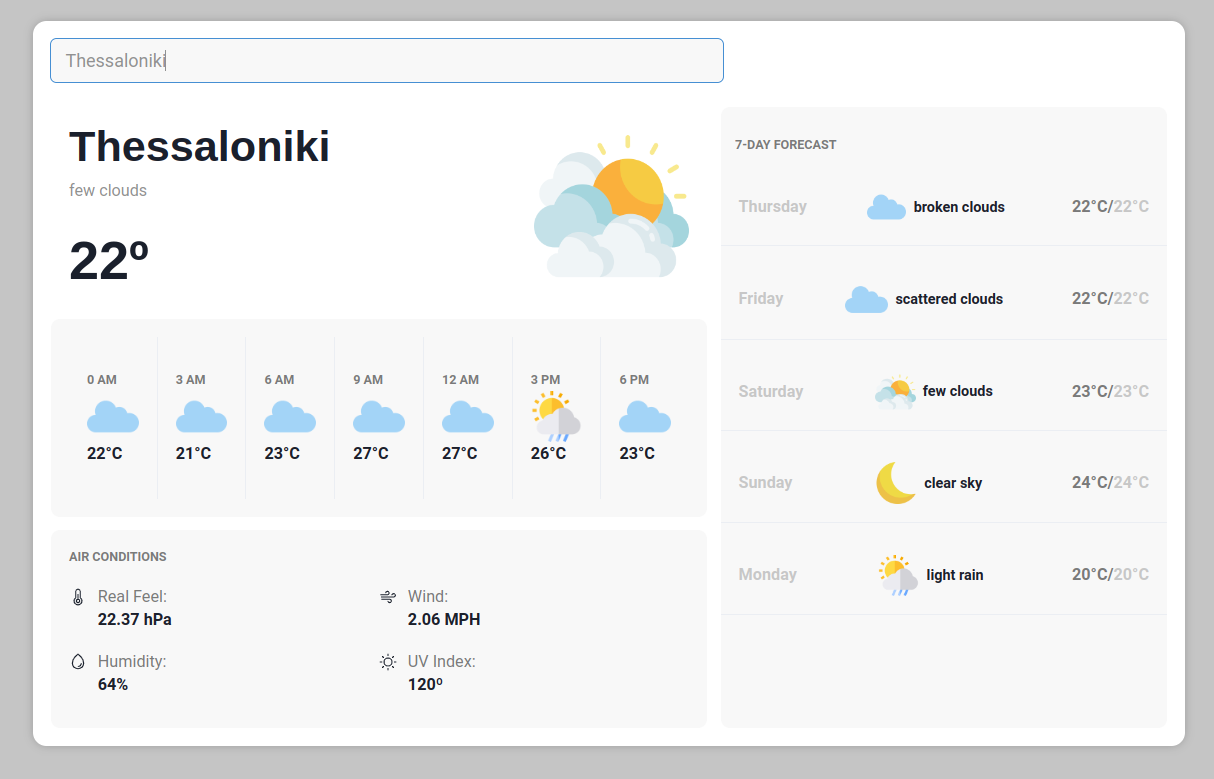 Thessaloniki
Thessaloniki
few clouds
22º
0 AM 3 AM 6 AM 9 AM 12 AM 3 PM 6 PM
22°C 21°C 23°C 27°C 27°C 26°C 23°C
AIR CONDITIONS
Real Feel: Wind:
22.37 hPa 2.06 MPH
Humidity: UV Index:
64% 120º
7-DAY FORECAST
Thursday broken clouds 22°C/22°C
Friday scattered clouds 22°C/22°C
Saturday few clouds 23°C/23°C
Sunday clear sky 24°C/24°C
Monday light rain 20°C/20°C